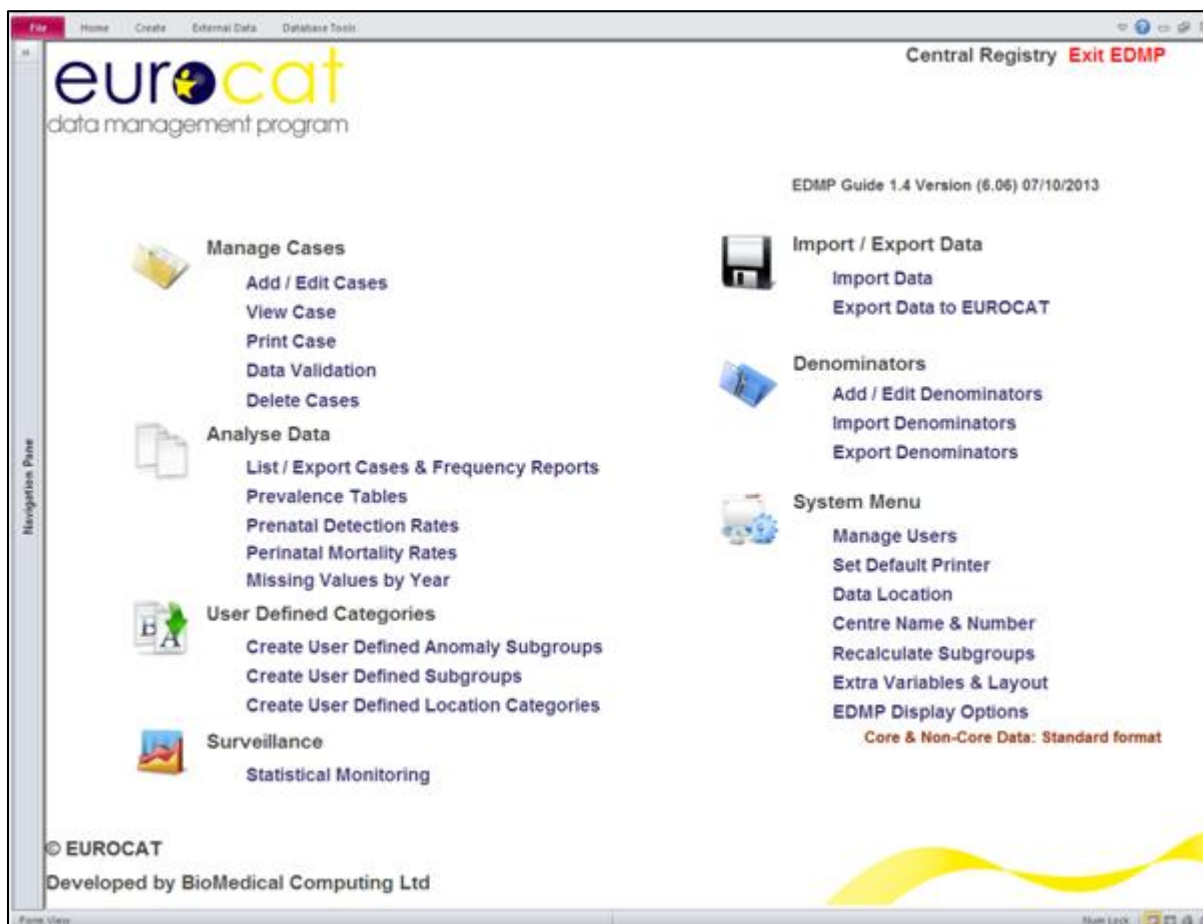 File Home Create External Data Database Tools
Central Registry Exit EDMP
eurocat
data management program
EDMP Guide 1.4 Version (6.06) 07/10/2013
Manage Cases
Add / Edit Cases
View Case
Print Case
Data Validation
Delete Cases
Analyse Data
List / Export Cases & Frequency Reports
Prevalence Tables
Prenatal Detection Rates
Perinatal Mortality Rates
Missing Values by Year
User Defined Categories
Create User Defined Anomaly Subgroups
Create User Defined Subgroups
Create User Defined Location Categories
Surveillance
Statistical Monitoring
Import / Export Data
Import Data
Export Data to EUROCAT
Denominators
Add / Edit Denominators
Import Denominators
Export Denominators
System Menu
Manage Users
Set Default Printer
Data Location
Centre Name & Number
Recalculate Subgroups
Extra Variables & Layout
EDMP Display Options
Core & Non-Core Data: Standard format
Navigation Pane
© EUROCAT
Developed by BioMedical Computing Ltd
Form View
Num Lock